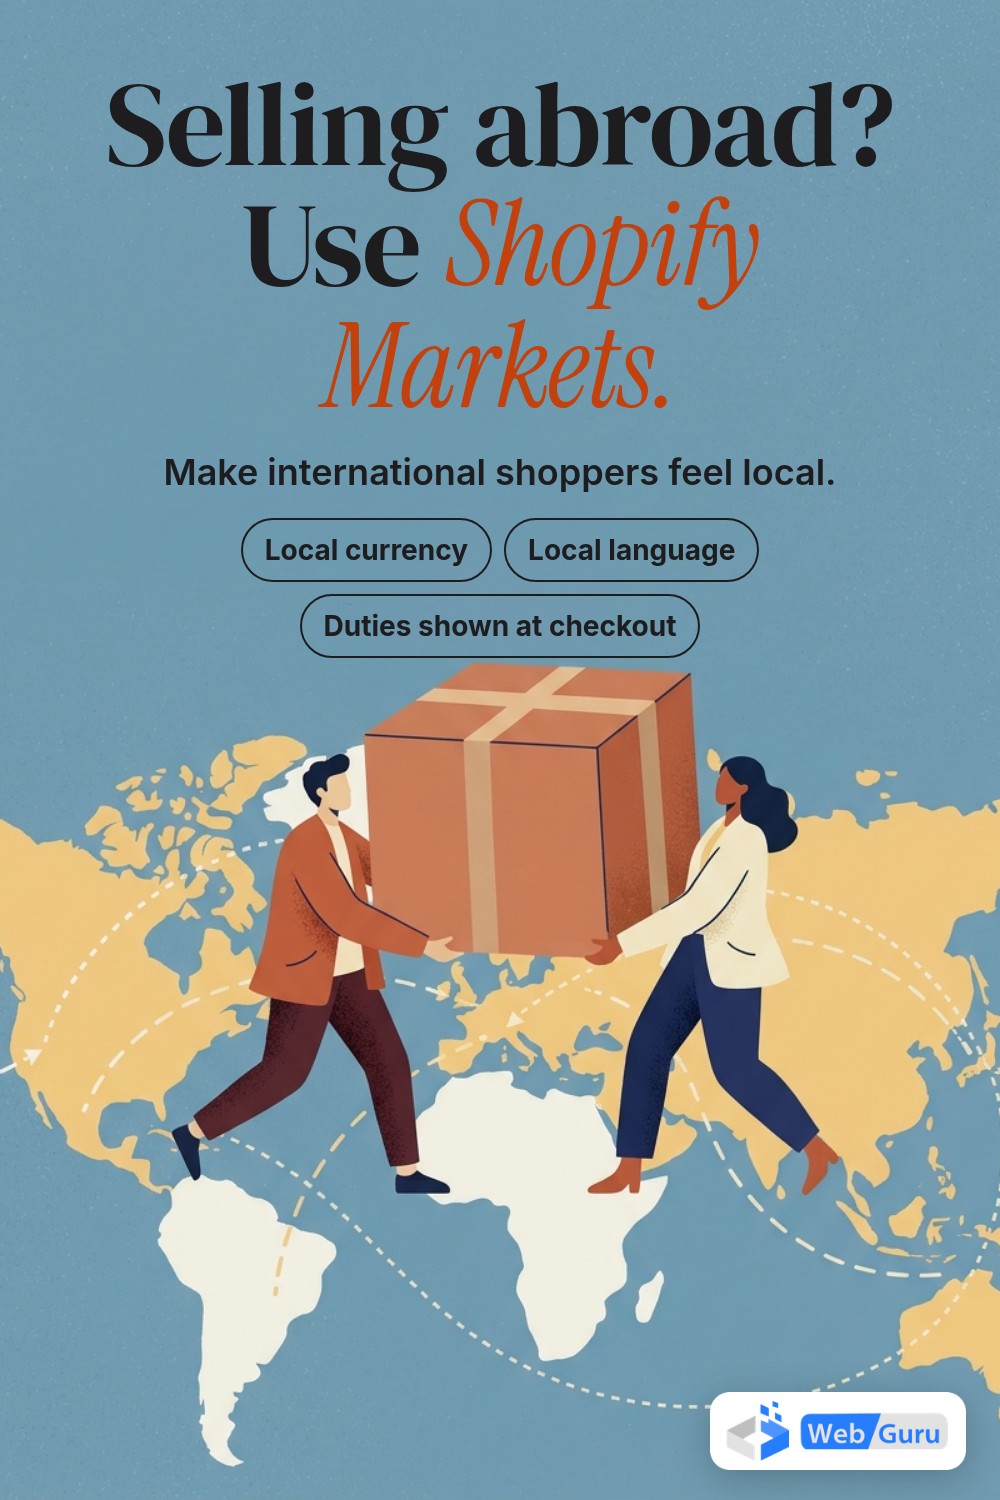 Selling abroad?
Use Shopify
Markets.
Make international shoppers feel local.
Local currency
Local language
Duties shown at checkout
Web Guru